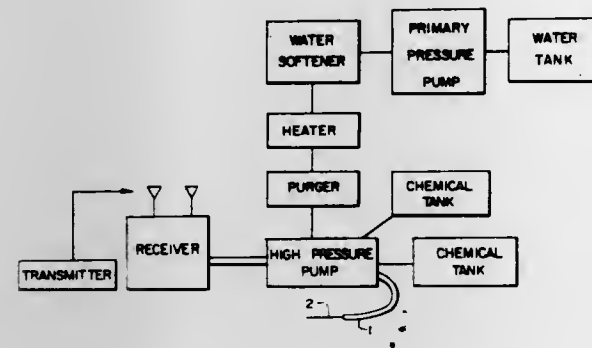 WATER
SOFTENER
PRIMARY
PRESSURE
PUMP
WATER
TANK
HEATER
PURGER
CHEMICAL
TANK
RECEIVER
HIGH PRESSURE
PUMP
CHEMICAL
TANK
TRANSMITTER
2
1